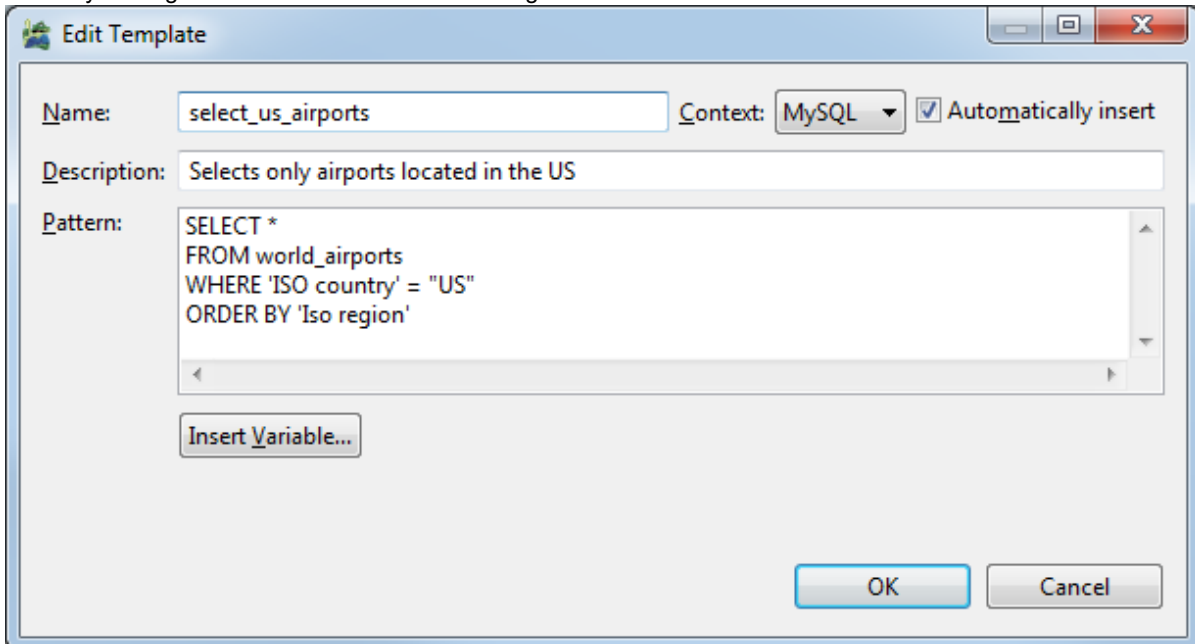 Edit Template
Name: select_us_airports Context: MySQL Automatically insert
Description: Selects only airports located in the US
Pattern: SELECT *
FROM world_airports
WHERE 'ISO country' = "US"
ORDER BY 'Iso region'
Insert Variable...
OK Cancel